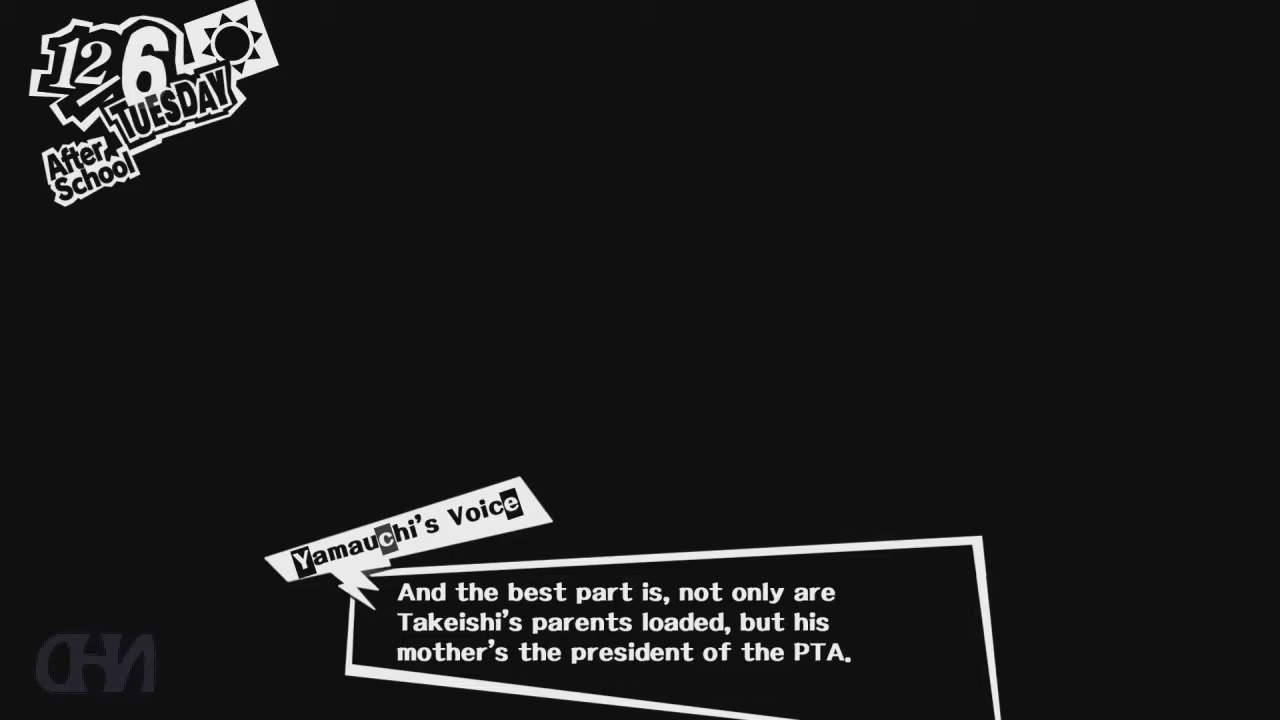 12/6
TUESDAY
After
School
Yamauchi's Voice
And the best part is, not only are
Takeishi's parents loaded, but his
mother's the president of the PTA.